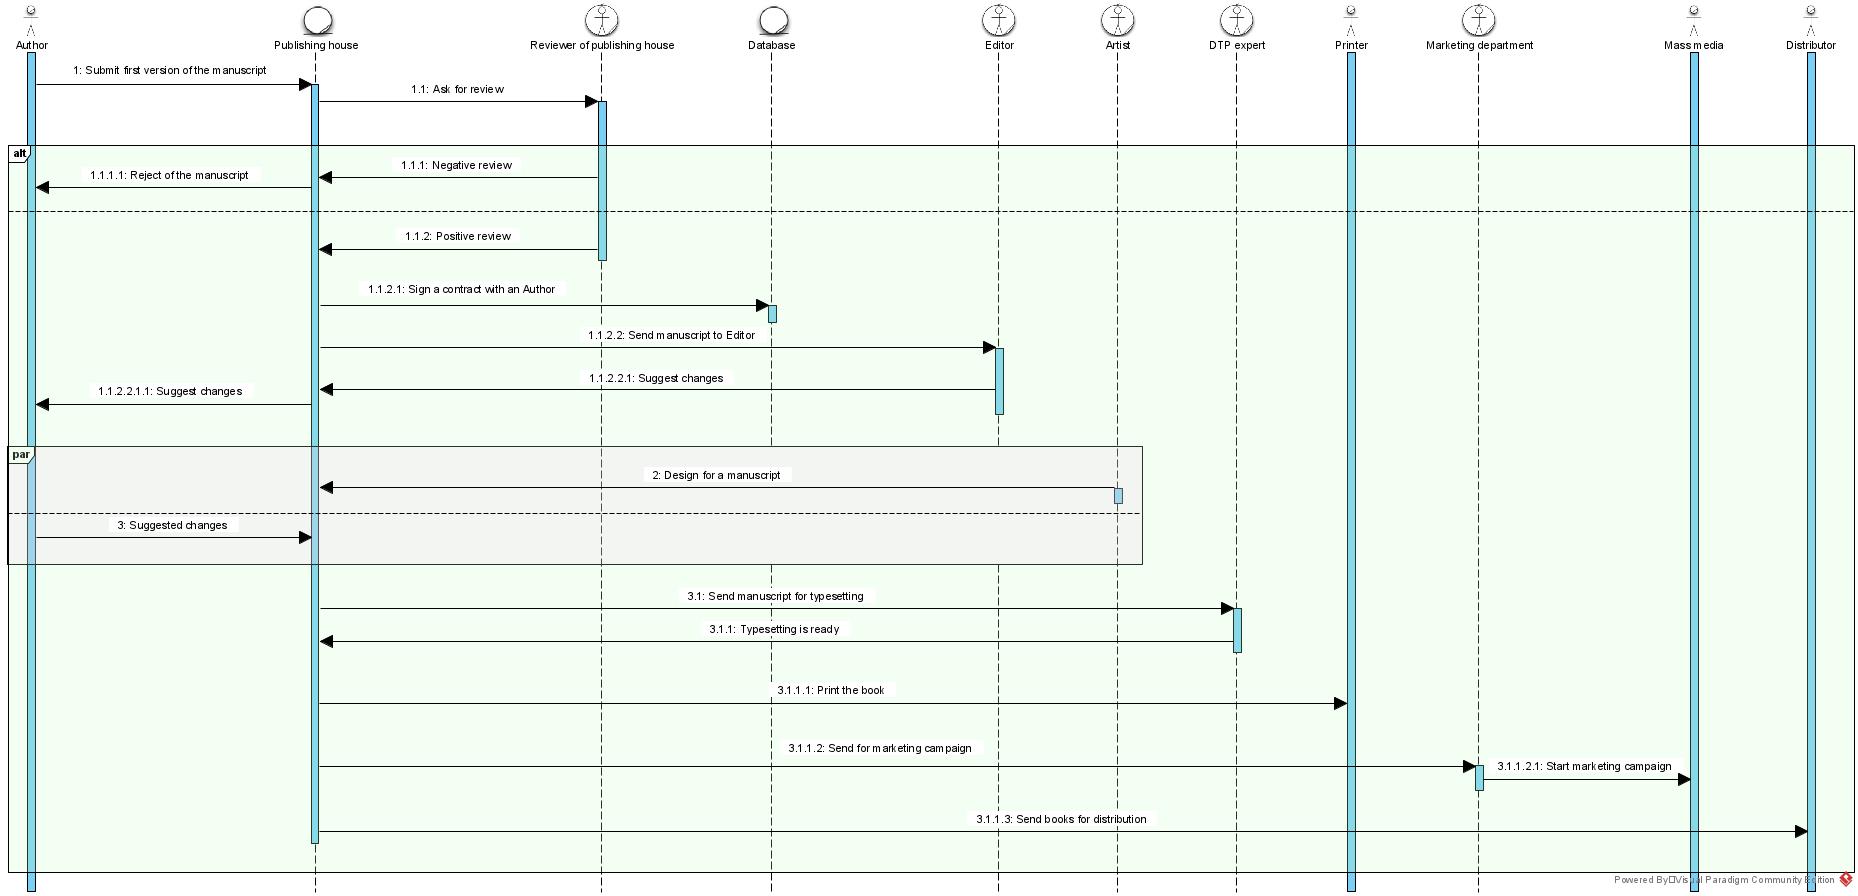 Author
Publishing house
Reviewer of publishing house
Database
Editor
Artist
DTP expert
Printer
Marketing department
Mass media
Distributor
1: Submit first version of the manuscript
1.1: Ask for review
alt
1.1.1: Negative review
1.1.1.1: Reject of the manuscript
1.1.2: Positive review
1.1.2.1: Sign a contract with an Author
1.1.2.2: Send manuscript to Editor
1.1.2.2.1: Suggest changes
1.1.2.2.1.1: Suggest changes
par
2: Design for a manuscript
3: Suggested changes
3.1: Send manuscript for typesetting
3.1.1: Typesetting is ready
3.1.1.1: Print the book
3.1.1.2: Send for marketing campaign
3.1.1.2.1: Start marketing campaign
3.1.1.3: Send books for distribution
Powered By Visual Paradigm Community Edition